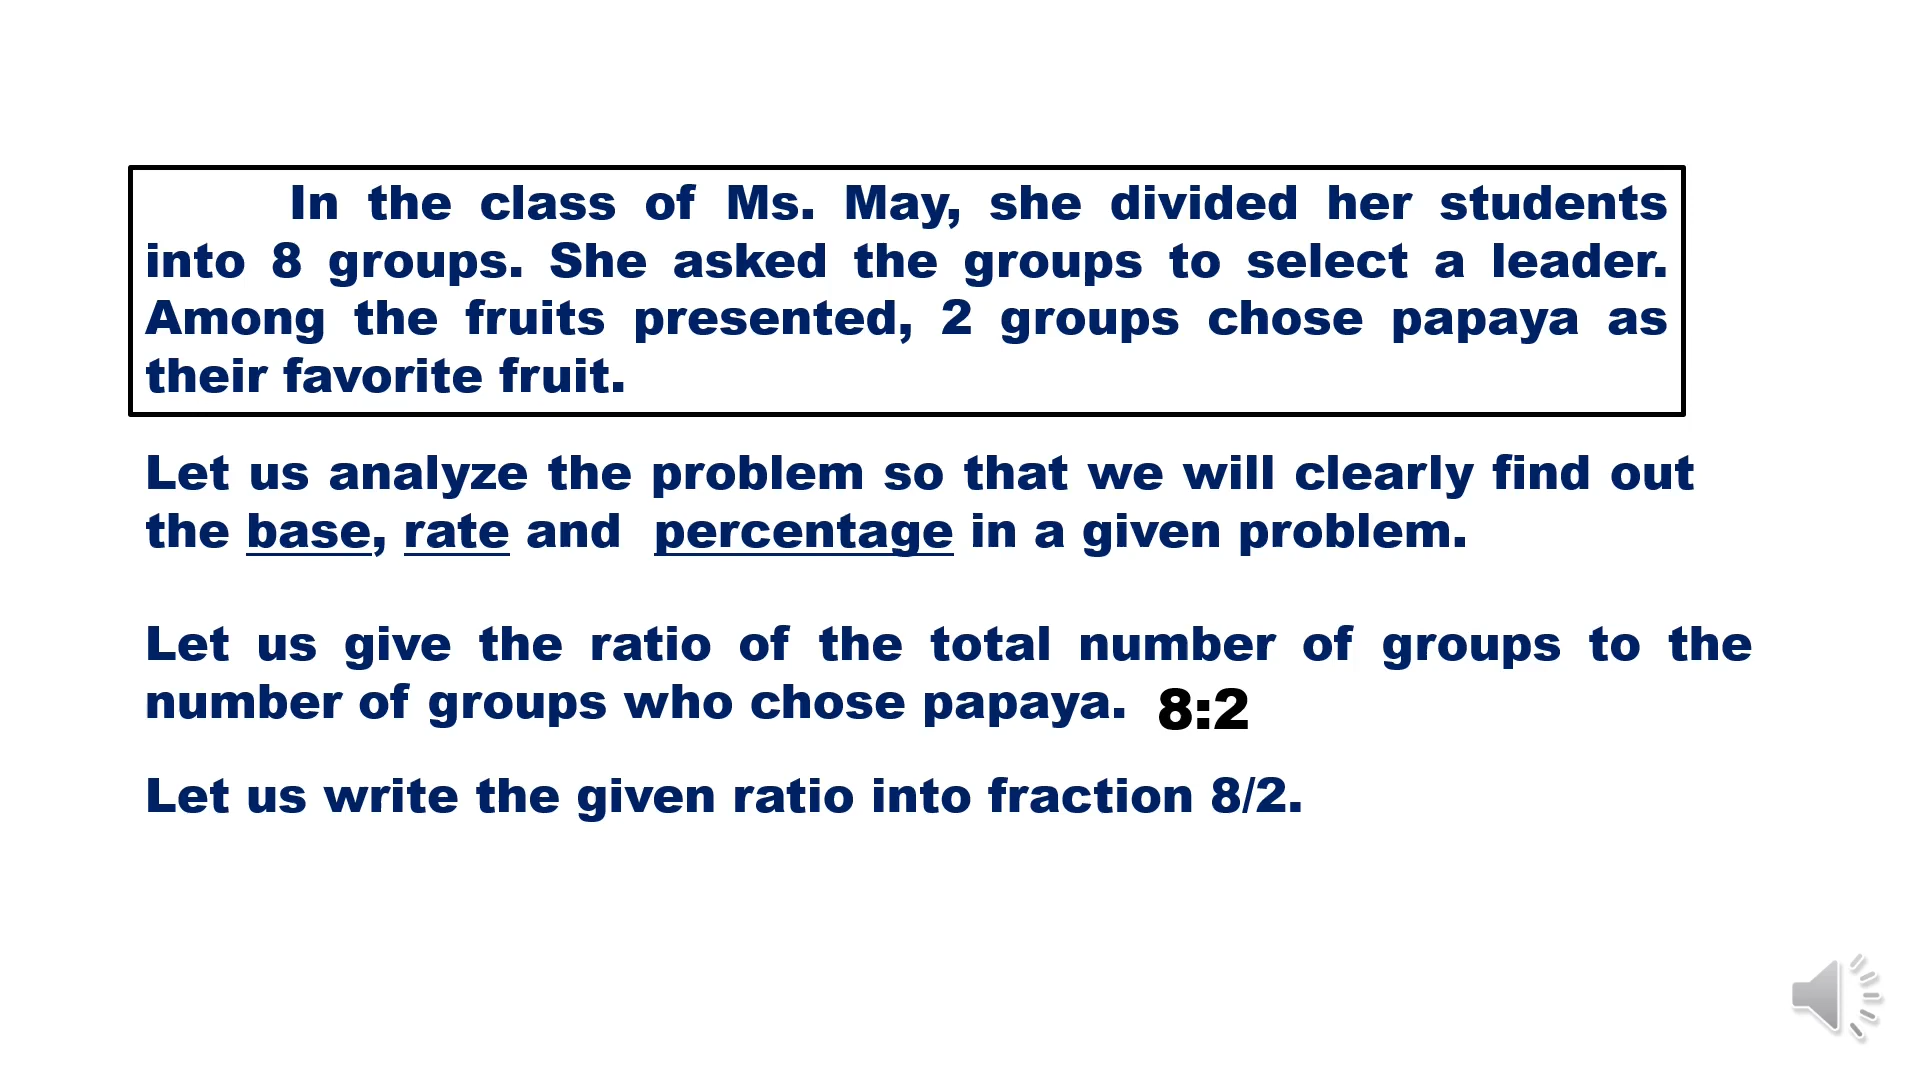 In the class of Ms. May, she divided her students
into 8 groups. She asked the groups to select a leader.
Among the fruits presented, 2 groups chose papaya as
their favorite fruit.
Let us analyze the problem so that we will clearly find out
the base, rate and percentage in a given problem.
Let us give the ratio of the total number of groups to the
number of groups who chose papaya. 8:2
Let us write the given ratio into fraction 8/2.